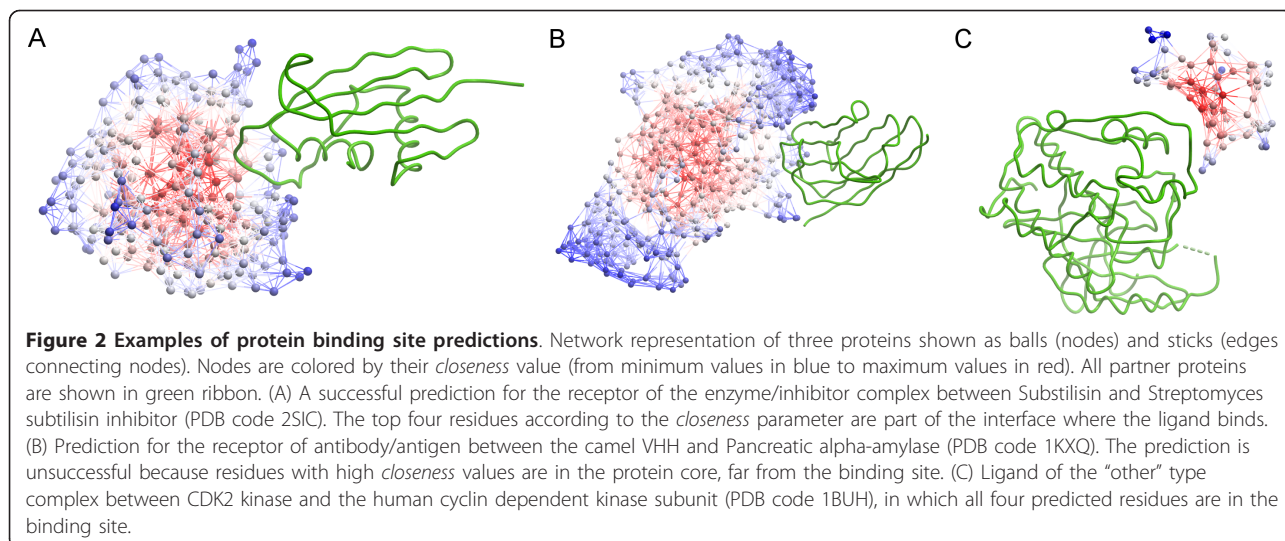 A
B
C
Figure 2 Examples of protein binding site predictions. Network representation of three proteins shown as balls (nodes) and sticks (edges
connecting nodes). Nodes are colored by their closeness value (from minimum values in blue to maximum values in red). All partner proteins
are shown in green ribbon. (A) A successful prediction for the receptor of the enzyme/inhibitor complex between Substilisin and Streptomyces
subtilisin inhibitor (PDB code 2SIC). The top four residues according to the closeness parameter are part of the interface where the ligand binds.
(B) Prediction for the receptor of antibody/antigen between the camel VHH and Pancreatic alpha-amylase (PDB code 1KXQ). The prediction is
unsuccessful because residues with high closeness values are in the protein core, far from the binding site. (C) Ligand of the “other” type
complex between CDK2 kinase and the human cyclin dependent kinase subunit (PDB code 1BUH), in which all four predicted residues are in the
binding site.